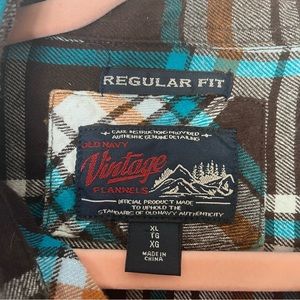 REGULAR FIT
CARE INSTRUCTIONS PROVIDED
AUTHENTIC GENUINE DETAILING
OLD NAVY
Vintage
FLANNELS
OFFICIAL PRODUCT MADE
TO UPHOLD THE
STANDARDS OF OLD NAVY AUTHENTICITY
XL
TG
XG
MADE IN
CHINA